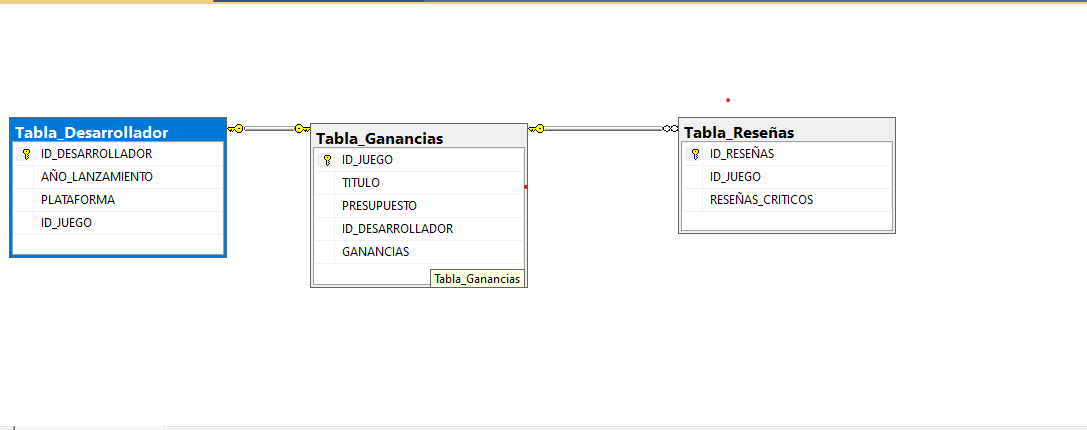 Tabla_Desarrollador
ID_DESARROLLADOR
AÑO_LANZAMIENTO
PLATAFORMA
ID_JUEGO
Tabla_Ganancias
ID_JUEGO
TITULO
PRESUPUESTO
ID_DESARROLLADOR
GANANCIAS
Tabla_Ganancias
Tabla_Reseñas
ID_RESEÑAS
ID_JUEGO
RESEÑAS_CRITICOS